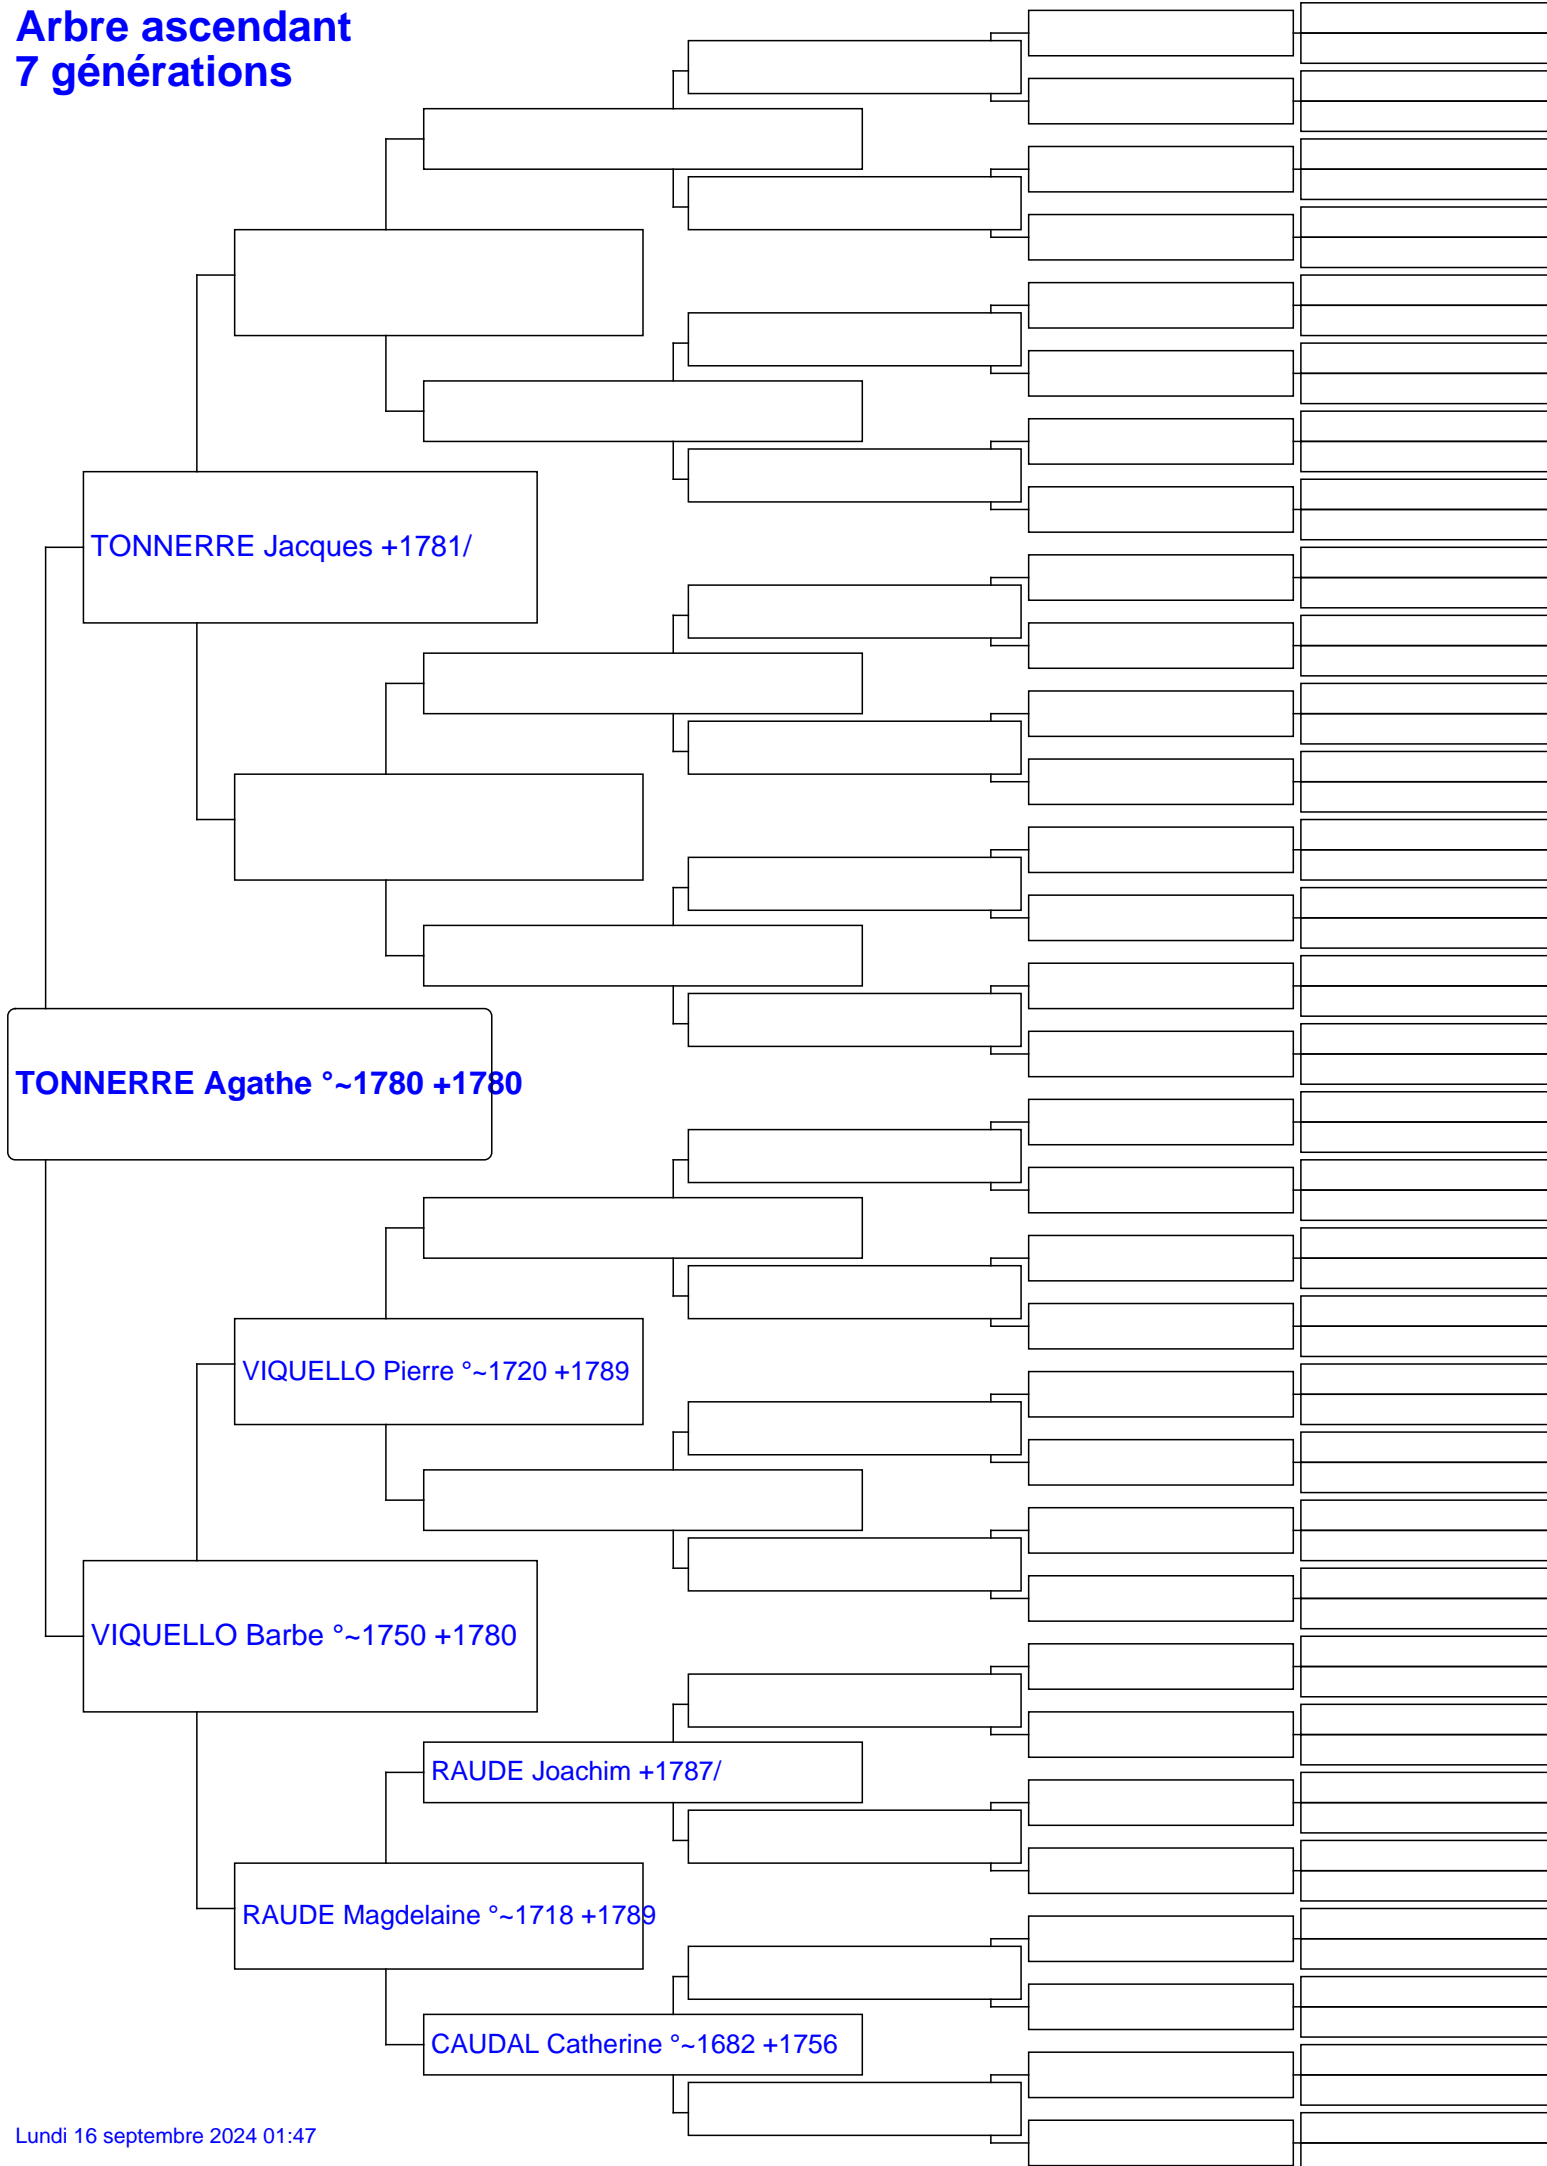 Arbre ascendant
7 générations
TONNERRE Jacques +1781/
TONNERRE Agathe °~1780 +1780
VIQUELLO Pierre °~1720 +1789
VIQUELLO Barbe °~1750 +1780
RAUDE Joachim +1787/
RAUDE Magdelaine °~1718 +1789
CAUDAL Catherine °~1682 +1756
Lundi 16 septembre 2024 01:47